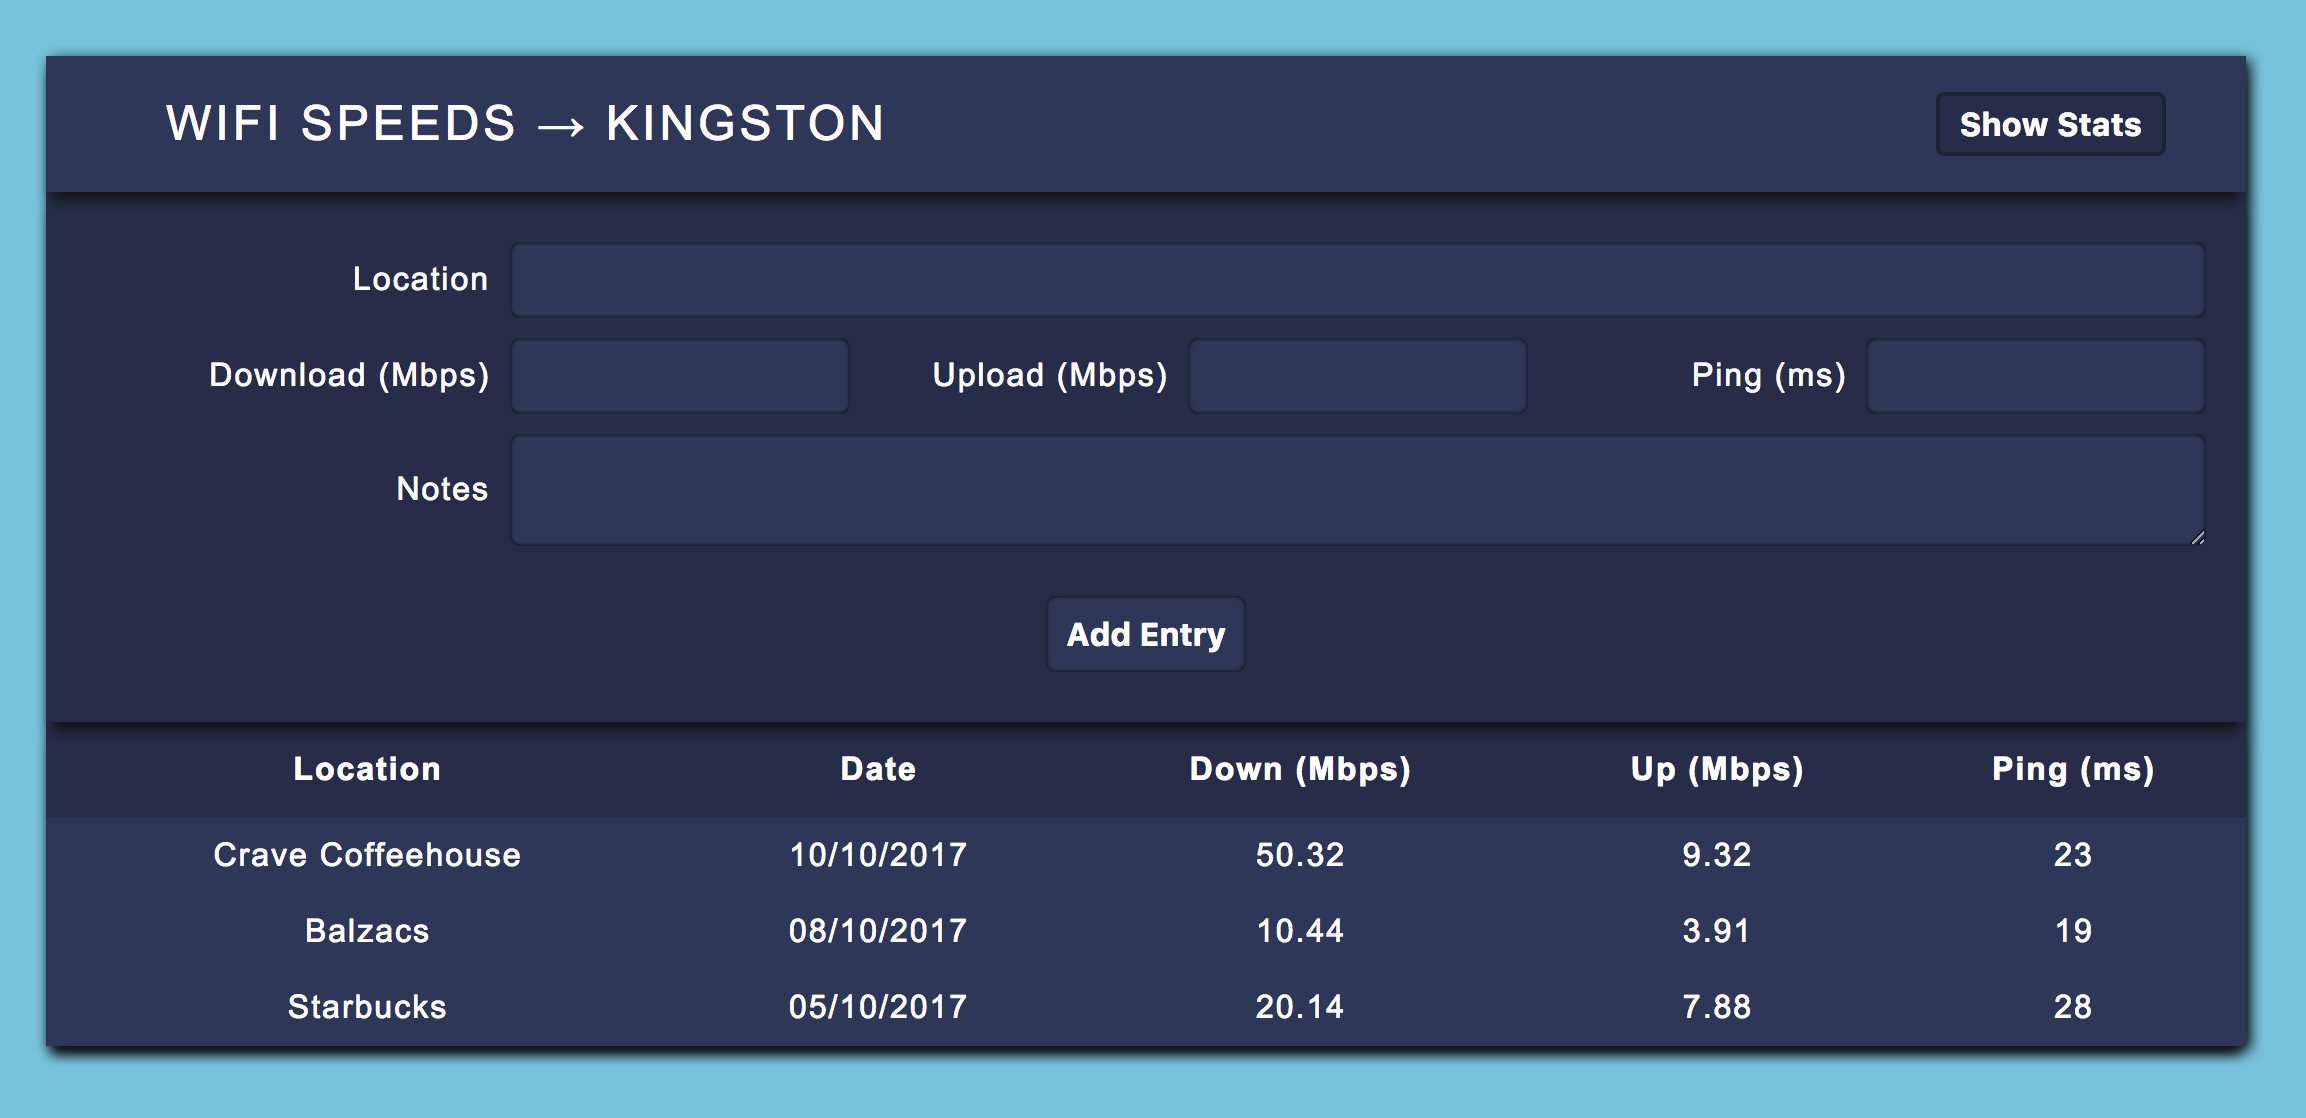 WIFI SPEEDS → KINGSTON
Show Stats
Location
Download (Mbps) Upload (Mbps) Ping (ms)
Notes
Add Entry
Location Date Down (Mbps) Up (Mbps) Ping (ms)
Crave Coffeehouse 10/10/2017 50.32 9.32 23
Balzacs 08/10/2017 10.44 3.91 19
Starbucks 05/10/2017 20.14 7.88 28